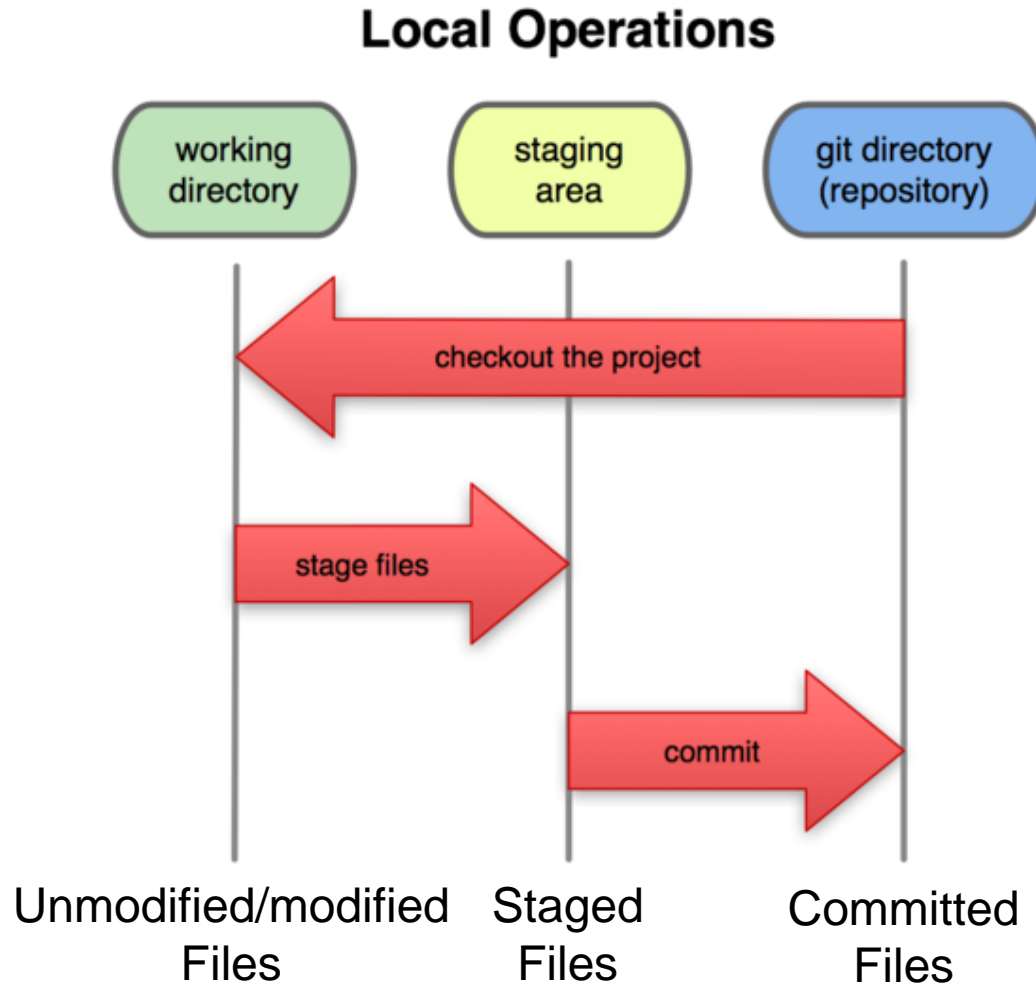 Local Operations
working
directory
staging
area
git directory
(repository)
checkout the project
stage files
commit
Unmodified/modified
Files
Staged
Files
Committed
Files